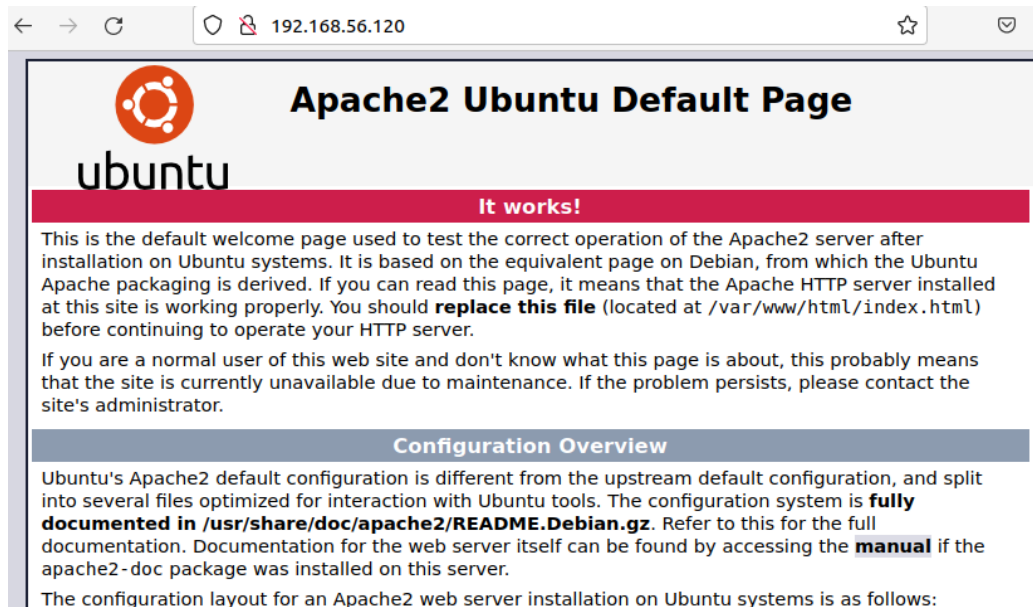 192.168.56.120
Apache2 Ubuntu Default Page
ubuntu
It works!
This is the default welcome page used to test the correct operation of the Apache2 server after
installation on Ubuntu systems. It is based on the equivalent page on Debian, from which the Ubuntu
Apache packaging is derived. If you can read this page, it means that the Apache HTTP server installed
at this site is working properly. You should replace this file (located at /var/www/html/index.html)
before continuing to operate your HTTP server.
If you are a normal user of this web site and don't know what this page is about, this probably means
that the site is currently unavailable due to maintenance. If the problem persists, please contact the
site's administrator.
Configuration Overview
Ubuntu's Apache2 default configuration is different from the upstream default configuration, and split
into several files optimized for interaction with Ubuntu tools. The configuration system is fully
documented in /usr/share/doc/apache2/README.Debian.gz. Refer to this for the full
documentation. Documentation for the web server itself can be found by accessing the manual if the
apache2-doc package was installed on this server.
The configuration layout for an Apache2 web server installation on Ubuntu systems is as follows: